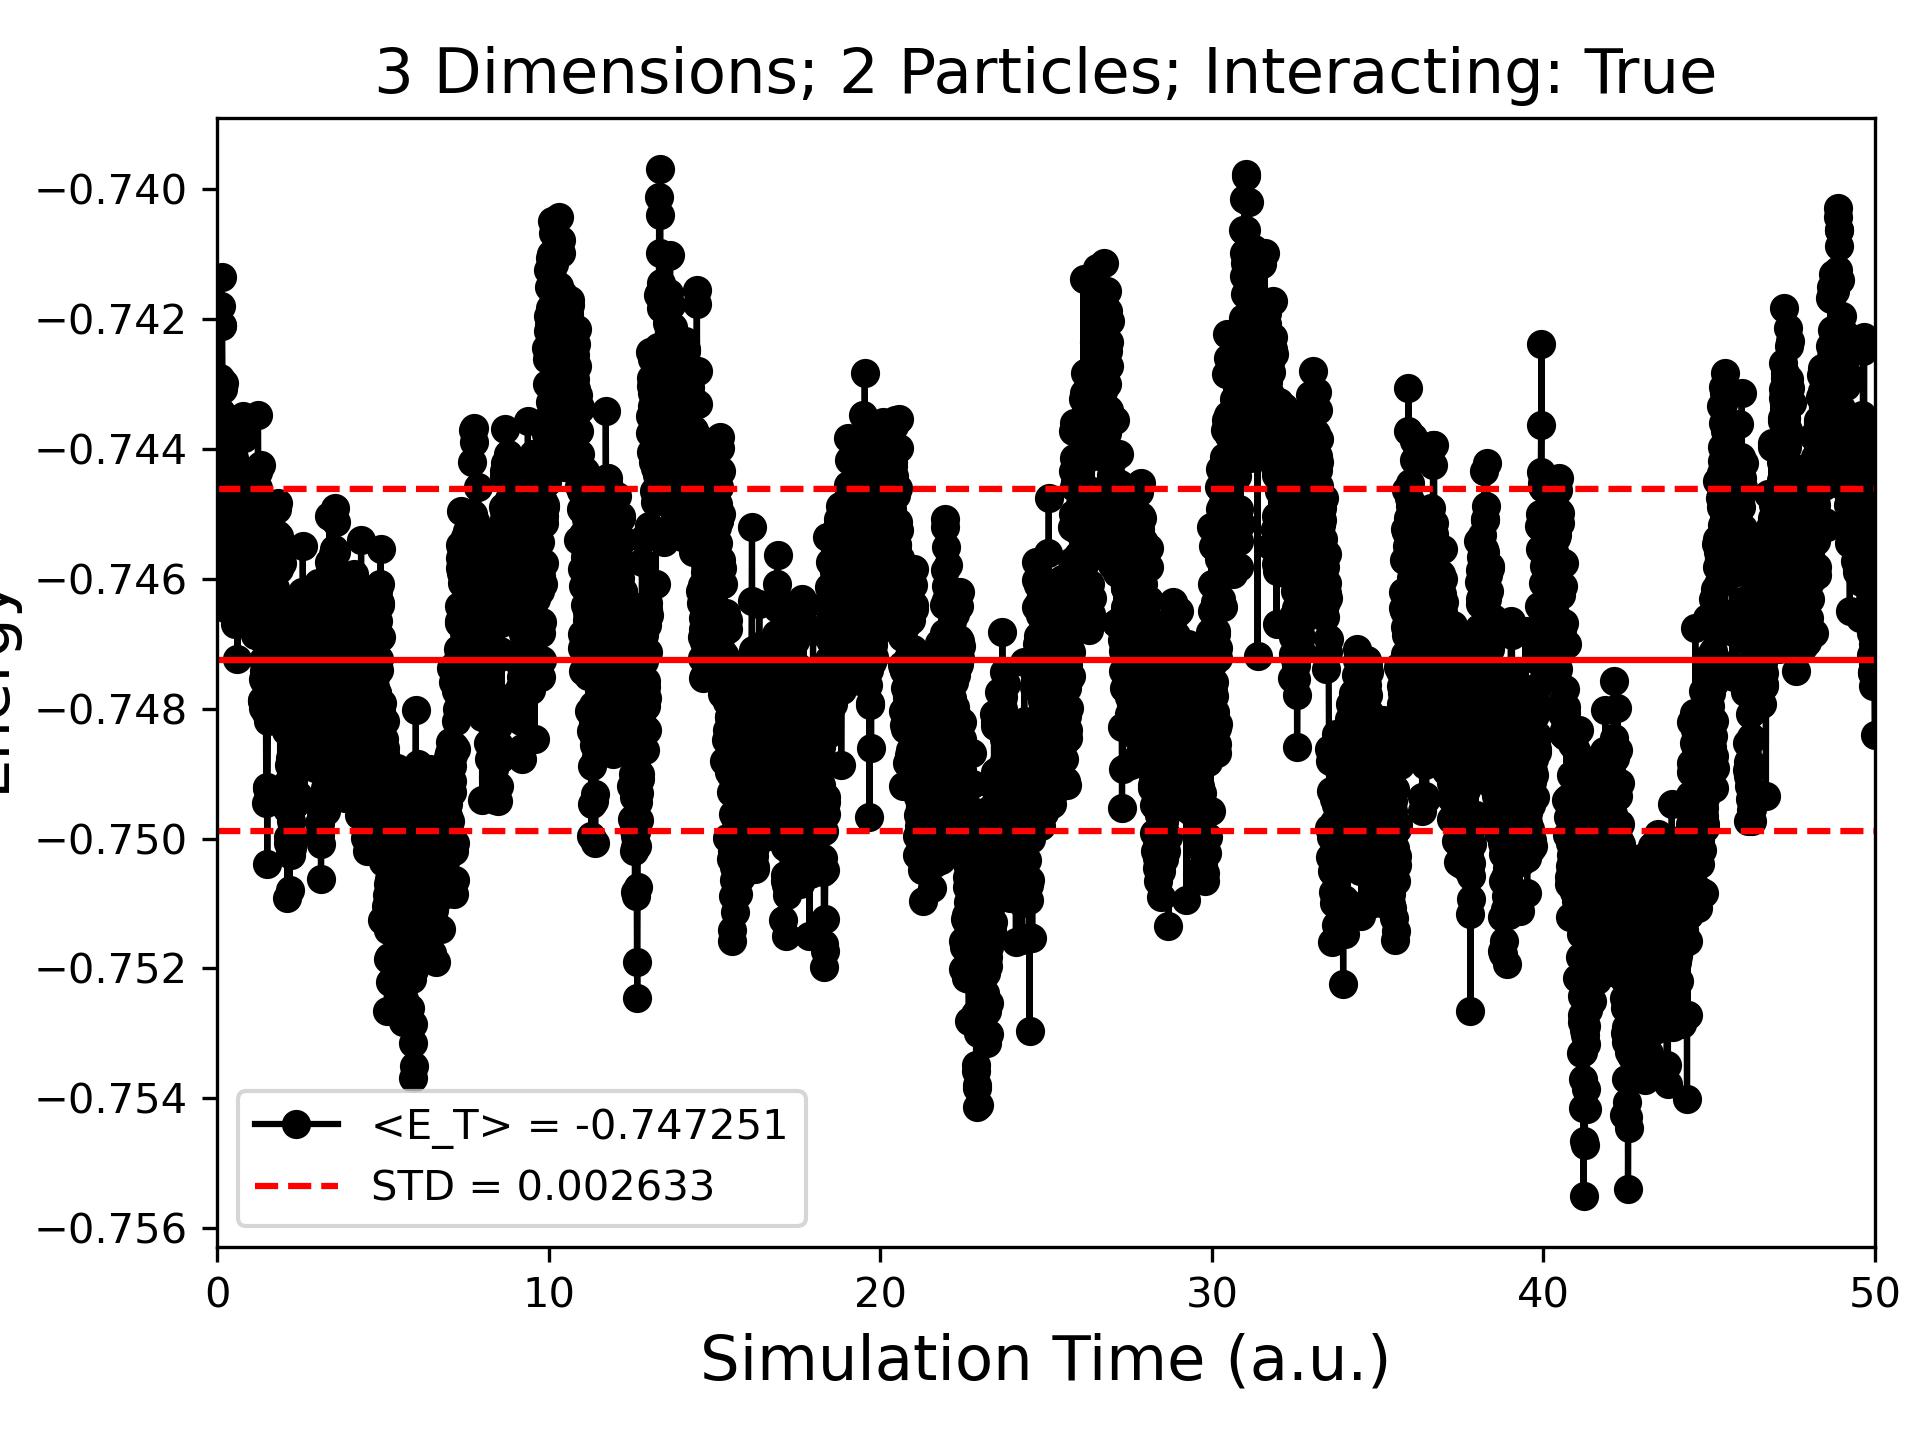 3 Dimensions; 2 Particles; Interacting: True
Energy
−0.740
−0.742
−0.744
−0.746
−0.748
−0.750
−0.752
−0.754
−0.756
<E_T> = -0.747251
STD = 0.002633
0 10 20 30 40 50
Simulation Time (a.u.)